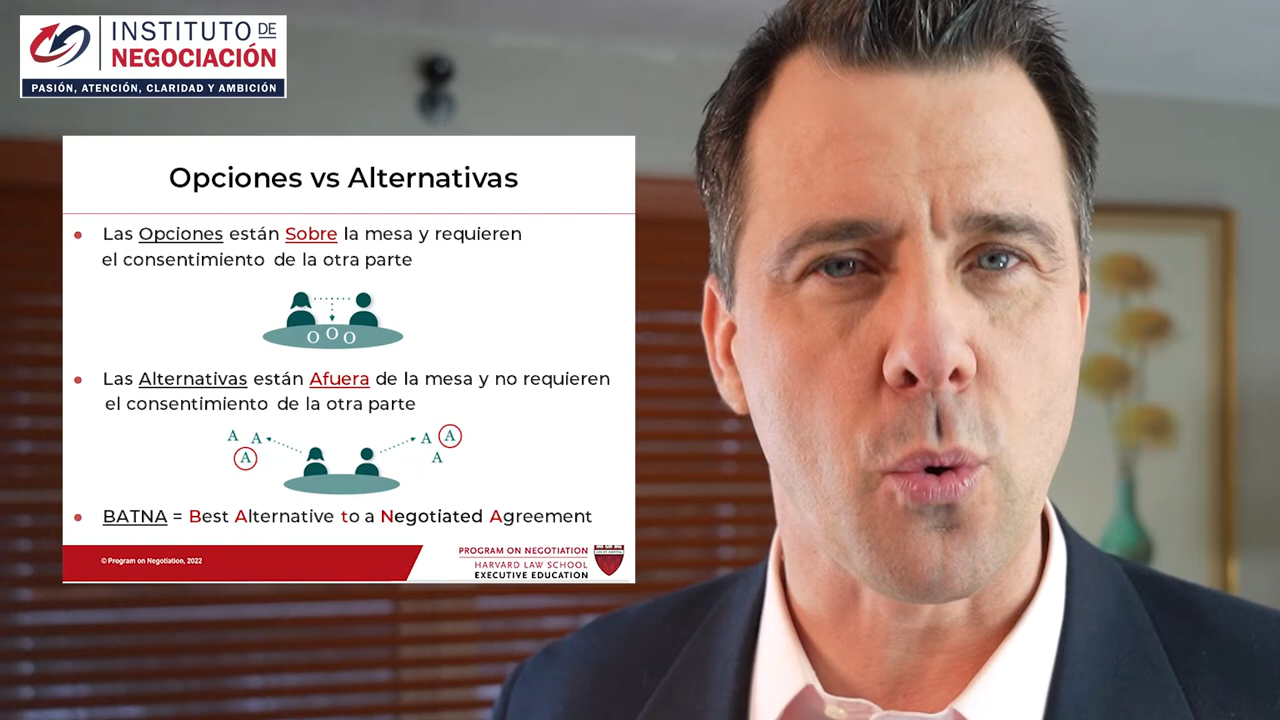 INSTITUTO DE
NEGOCIACIÓN
PASIÓN, ATENCIÓN, CLARIDAD Y AMBICIÓN
Opciones vs Alternativas
Las Opciones están Sobre la mesa y requieren
el consentimiento de la otra parte
O O O
Las Alternativas están Afuera de la mesa y no requieren
el consentimiento de la otra parte
A A A A A A
BATNA = Best Alternative to a Negotiated Agreement
© Program on Negotiation, 2022
PROGRAM ON NEGOTIATION
HARVARD LAW SCHOOL
EXECUTIVE EDUCATION